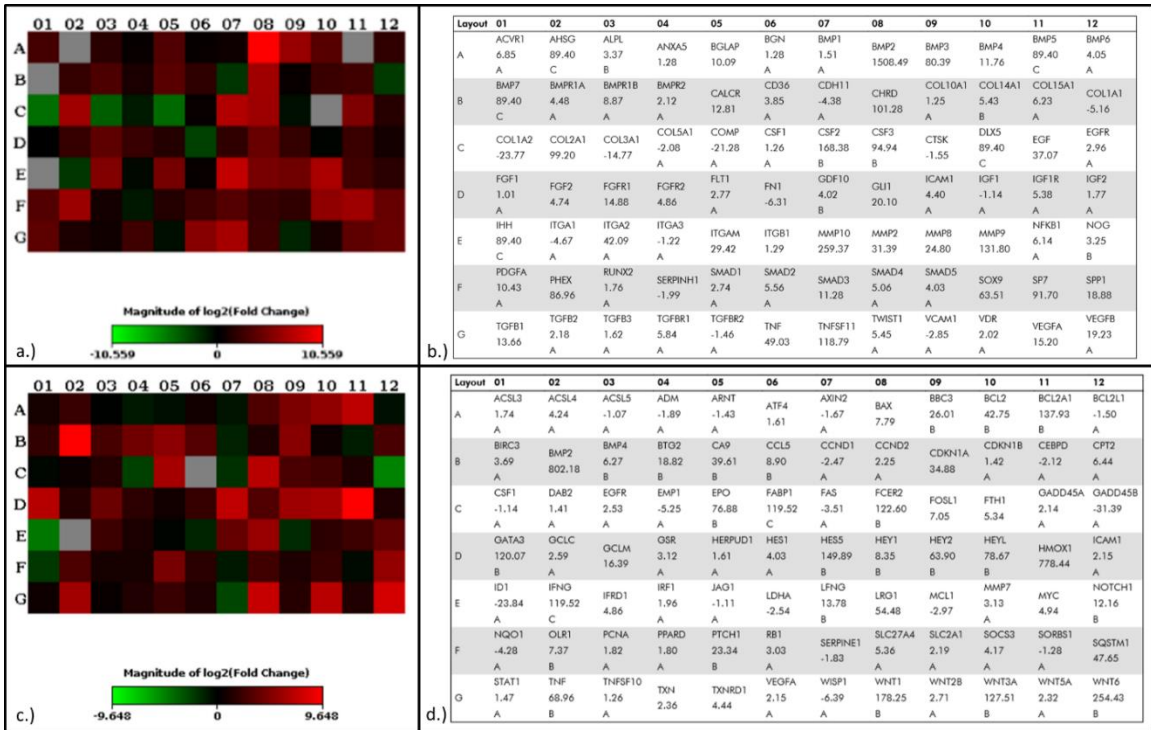 01 02 03 04 05 06 07 08 09 10 11 12
A
B
C
D
E
F
G
Magnitude of log2(Fold Change)
-10.559 0 10.559
a.)
Layout 01 02 03 04 05 06 07 08 09 10 11 12
ACVR1 AHSG ALPL ANXA5 BGLAP BGN BMP1 BMP2 BMP3 BMP4 BMP5 BMP6
A 6.85 89.40 3.37 1.28 10.09 1.28 1.51 1508.49 80.39 11.76 89.40 4.05
A C B A A C A
BMP7 BMPR1A BMPR1B BMPR2 CALCR CD36 CDH11 CHRD COL10A1 COL14A1 COL15A1 COL1A1
B 89.40 4.48 8.87 2.12 12.81 3.85 -4.38 101.28 1.25 5.43 6.23 -5.16
C A A A A A A B A
COL1A2 COL2A1 COL3A1 COL5A1 COMP CSF1 CSF2 CSF3 CTSK DLX5 EGF EGFR
C -23.77 99.20 -14.77 -2.08 -21.28 1.26 168.38 94.94 -1.55 89.40 37.07 2.96
A A B B C A
FGF1 FGF2 FGFR1 FGFR2 FLT1 FN1 GDF10 GLI1 ICAM1 IGF1 IGF1R IGF2
D 1.01 4.74 14.88 4.86 2.77 -6.31 4.02 20.10 4.40 -1.14 5.38 1.77
A A B A A A A
IHH ITGA1 ITGA2 ITGA3 ITGAM ITGB1 MMP10 MMP2 MMP8 MMP9 NFKB1 NOG
E 89.40 -4.67 42.09 -1.22 29.42 1.29 259.37 31.39 24.80 131.80 6.14 3.25
C A A A A B
PDGFA PHEX RUNX2 SERPINH1 SMAD1 SMAD2 SMAD3 SMAD4 SMAD5 SOX9 SP7 SPP1
F 10.43 86.96 1.76 -1.99 2.74 5.56 11.28 5.06 4.03 63.51 91.70 18.88
A A A A A A
TGFB1 TGFB2 TGFB3 TGFBR1 TGFBR2 TNF TNFSF11 TWIST1 VCAM1 VDR VEGFA VEGFB
G 13.66 2.18 1.62 5.84 -1.46 49.03 118.79 5.45 -2.85 2.02 15.20 19.23
A A A A A A A A
b.)
01 02 03 04 05 06 07 08 09 10 11 12
A
B
C
D
E
F
G
Magnitude of log2(Fold Change)
-9.648 0 9.648
c.)
Layout 01 02 03 04 05 06 07 08 09 10 11 12
ACSL3 ACSL4 ACSL5 ADM ARNT ATF4 AXIN2 BAX BBC3 BCL2 BCL2A1 BCL2L1
A 1.74 4.24 -1.07 -1.89 -1.43 1.61 -1.67 7.79 26.01 42.75 137.93 -1.50
A A A A A A B B B A
BIRC3 BMP2 BMP4 BTG2 CA9 CCL5 CCND1 CCND2 CDKN1A CDKN1B CEBPD CPT2
B 3.69 802.18 6.27 18.82 39.61 8.90 -2.47 2.25 34.88 1.42 -2.12 6.44
A B B B B A A A A A
CSF1 DAB2 EGFR EMP1 EPO FABP1 FAS FCER2 FOSL1 FTH1 GADD45A GADD45B
C -1.14 1.41 2.53 -5.25 76.88 119.52 -3.51 122.60 7.05 5.34 2.14 -31.39
A A A A B C A B A A
GATA3 GCLC GCLM GSR HERPUD1 HES1 HES5 HEY1 HEY2 HEYL HMOX1 ICAM1
D 120.07 2.59 16.39 3.12 1.61 4.03 149.89 8.35 63.90 78.67 778.44 2.15
B A A A A B B B B A
ID1 IFNG IFRD1 IRF1 JAG1 LDHA LFNG LRG1 MCL1 MMP7 MYC NOTCH1
E -23.84 119.52 4.86 1.96 -1.11 -2.54 13.78 54.48 -2.97 3.13 4.94 12.16
A C A A B A B
NQO1 OLR1 PCNA PPARD PTCH1 RB1 SERPINE1 SLC27A4 SLC2A1 SOCS3 SORBS1 SQSTM1
F -4.28 7.37 1.82 1.80 23.34 3.03 -1.83 5.36 2.19 4.17 -1.28 47.65
A B A A B A A A A A
STAT1 TNF TNFSF10 TXN TXNRD1 VEGFA WISP1 WNT1 WNT2B WNT3A WNT5A WNT6
G 1.47 68.96 1.26 2.36 4.44 2.15 -6.39 178.25 2.71 127.51 2.32 254.43
A B A A A B A B A B
d.)